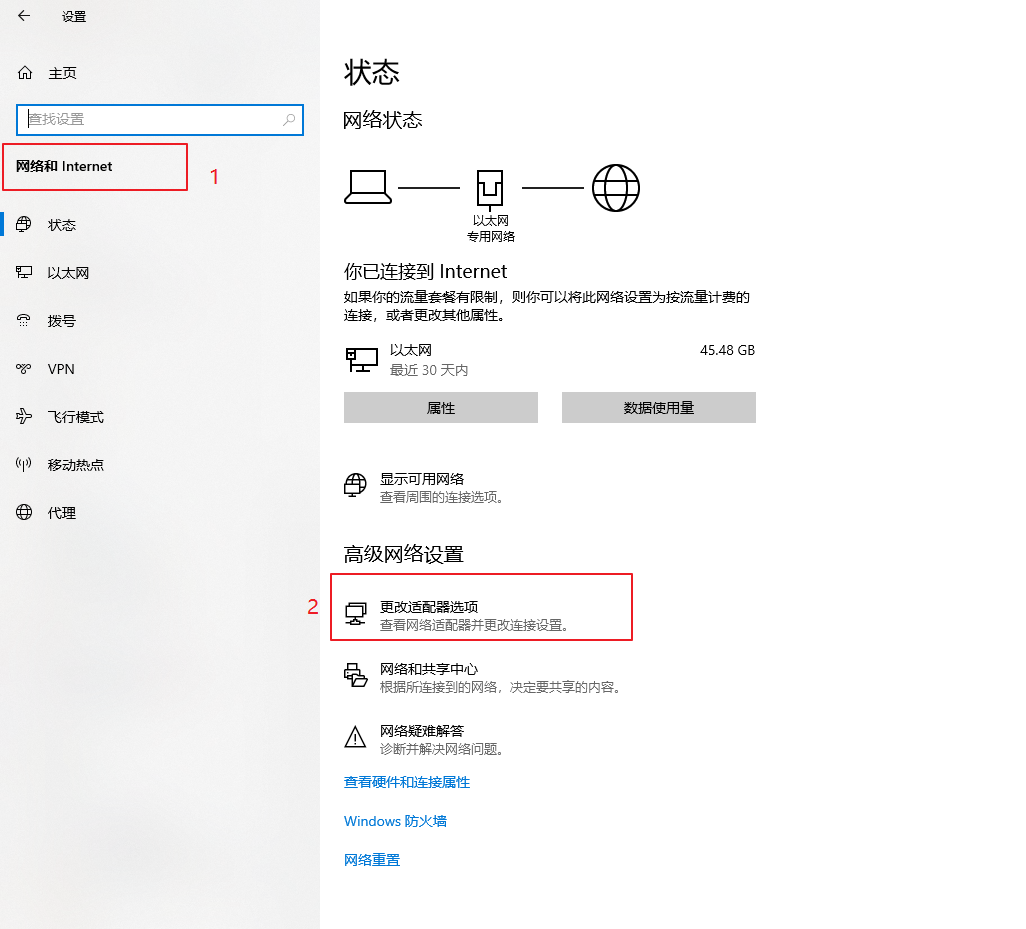 设置
主页
查找设置
网络和 Internet
1
状态
以太网
拨号
VPN
飞行模式
移动热点
代理
状态
网络状态
以太网
专用网络
你已连接到 Internet
如果你的流量套餐有限制，则你可以将此网络设置为按流量计费的
连接，或者更改其他属性。
以太网
45.48 GB
最近 30 天内
属性
数据使用量
显示可用网络
查看周围的连接选项。
高级网络设置
2
更改适配器选项
查看网络适配器并更改连接设置。
网络和共享中心
根据所连接到的网络，决定要共享的内容。
网络疑难解答
诊断并解决网络问题。
查看硬件和连接属性
Windows 防火墙
网络重置